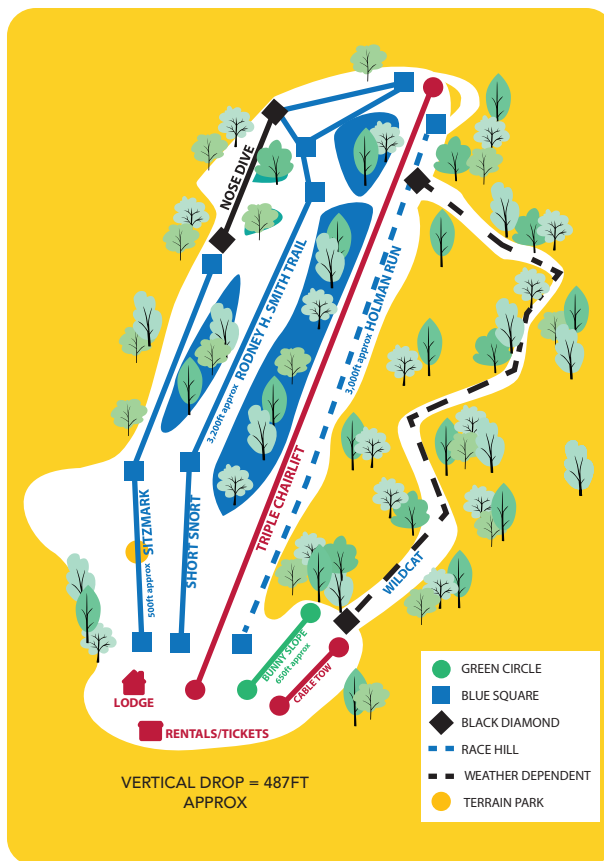 NOSE DIVE
3,200ft approx RODNEY H. SMITH TRAIL
3,000ft approx HOLMAN RUN
TRIPLE CHAIRLIFT
500ft approx SITZMARK
SHORT SNORT
WILDCAT
BUNNY SLOPE
650ft approx
CABLE TOW
LODGE
RENTALS/TICKETS
VERTICAL DROP = 487FT
APPROX
GREEN CIRCLE
BLUE SQUARE
BLACK DIAMOND
RACE HILL
WEATHER DEPENDENT
TERRAIN PARK